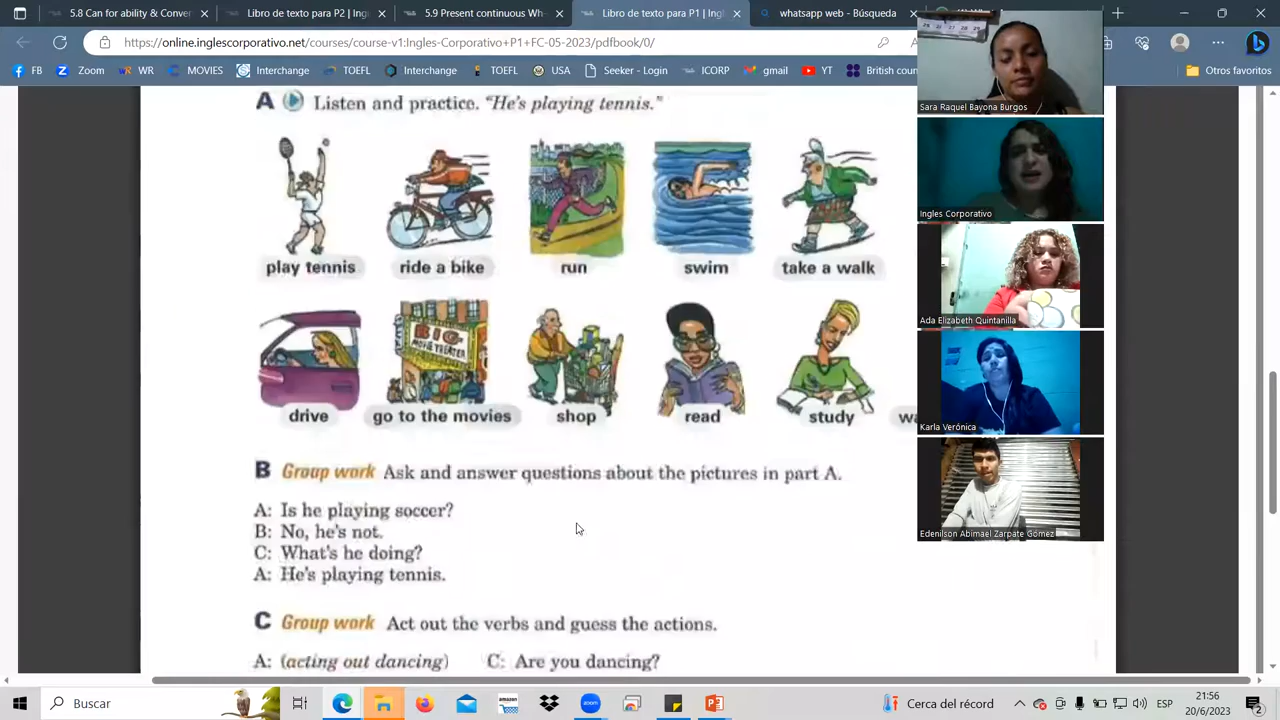 5.8 Can for ability & Conver
Libro de texto para P2 | Ing
5.9 Present continuous Wh
Libro de texto para P1 | Ingl
whatsapp web - Búsqueda
https://online.inglescorporativo.net/courses/course-v1:Ingles-Corporativo+P1+FC-05-2023/pdfbook/0/
FB
Zoom
WR
MOVIES
Interchange
TOEFL
Interchange
TOEFL
USA
Seeker - Login
ICORP
gmail
YT
British coun
Otros favoritos
Sara Raquel Bayona Burgos
Ingles Corporativo
Ada Elizabeth Quintanilla
Karla Verónica
Edenilson Abimael Zarpate Gomez
A Listen and practice. "He's playing tennis."
play tennis
ride a bike
run
swim
take a walk
BIG
MOVIE THEATER
drive
go to the movies
shop
read
study
wa
B Group work Ask and answer questions about the pictures in part A.
A: Is he playing soccer?
B: No, he's not.
C: What's he doing?
A: He's playing tennis.
C Group work Act out the verbs and guess the actions.
A: (acting out dancing) C: Are you dancing?
Buscar
Cerca del récord
ESP
21:56
20/6/2023
2